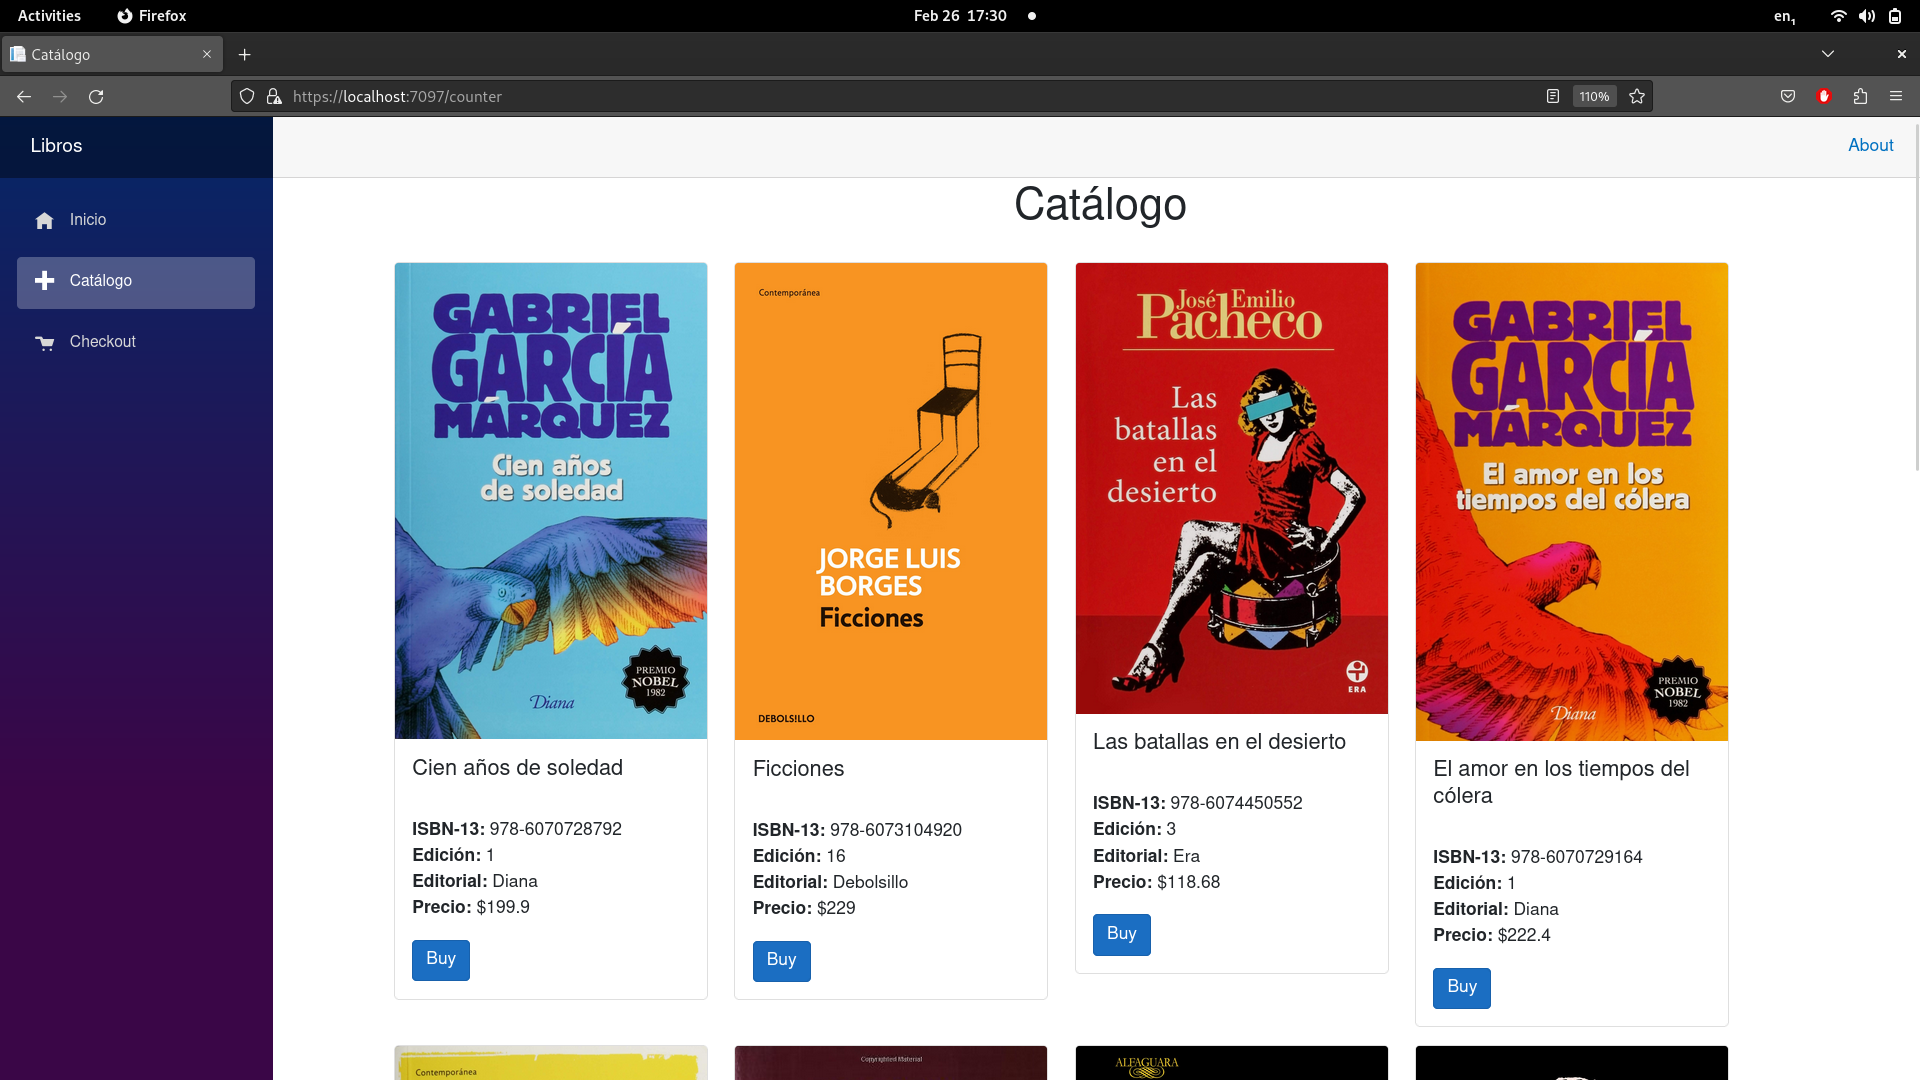 Activities
Firefox
Feb 26 17:30
en1
Catálogo
https://localhost:7097/counter
110%
Libros
About
Inicio
Catálogo
Checkout
Catálogo
GABRIEL
GARCÍA
MÁRQUEZ
Cien años
de soledad
PREMIO
NOBEL
1982
Diana
Cien años de soledad
ISBN-13: 978-6070728792
Edición: 1
Editorial: Diana
Precio: $199.9
Buy
Contemporánea
JORGE LUIS
BORGES
Ficciones
DEBOLS!LLO
Ficciones
ISBN-13: 978-6073104920
Edición: 16
Editorial: Debolsillo
Precio: $229
Buy
José Emilio
Pacheco
Las
batallas
en el
desierto
ERA
Las batallas en el desierto
ISBN-13: 978-6074450552
Edición: 3
Editorial: Era
Precio: $118.68
Buy
GABRIEL
GARCÍA
MÁRQUEZ
El amor en los
tiempos del cólera
PREMIO
NOBEL
1982
Diana
El amor en los tiempos del
cólera
ISBN-13: 978-6070729164
Edición: 1
Editorial: Diana
Precio: $222.4
Buy
Contemporánea
Copyrighted Material
ALFAGUARA